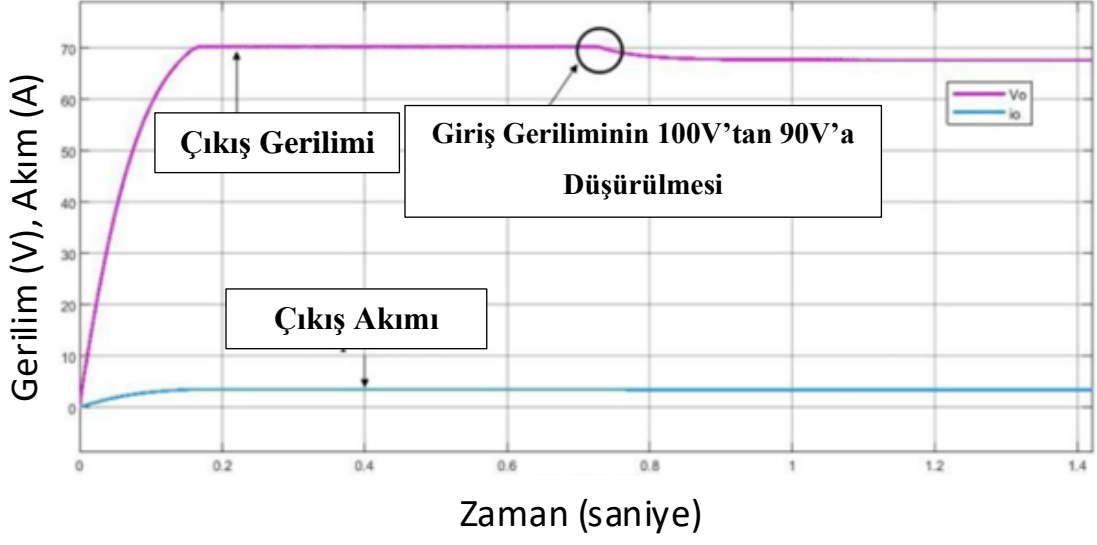 Gerilim (V), Akım (A)
70
60
50
40
30
20
10
0
Çıkış Gerilimi
Giriş Geriliminin 100V’tan 90V’a
Düşürülmesi
Vo
io
Çıkış Akımı
0
0.2
0.4
0.6
0.8
1
1.2
1.4
Zaman (saniye)